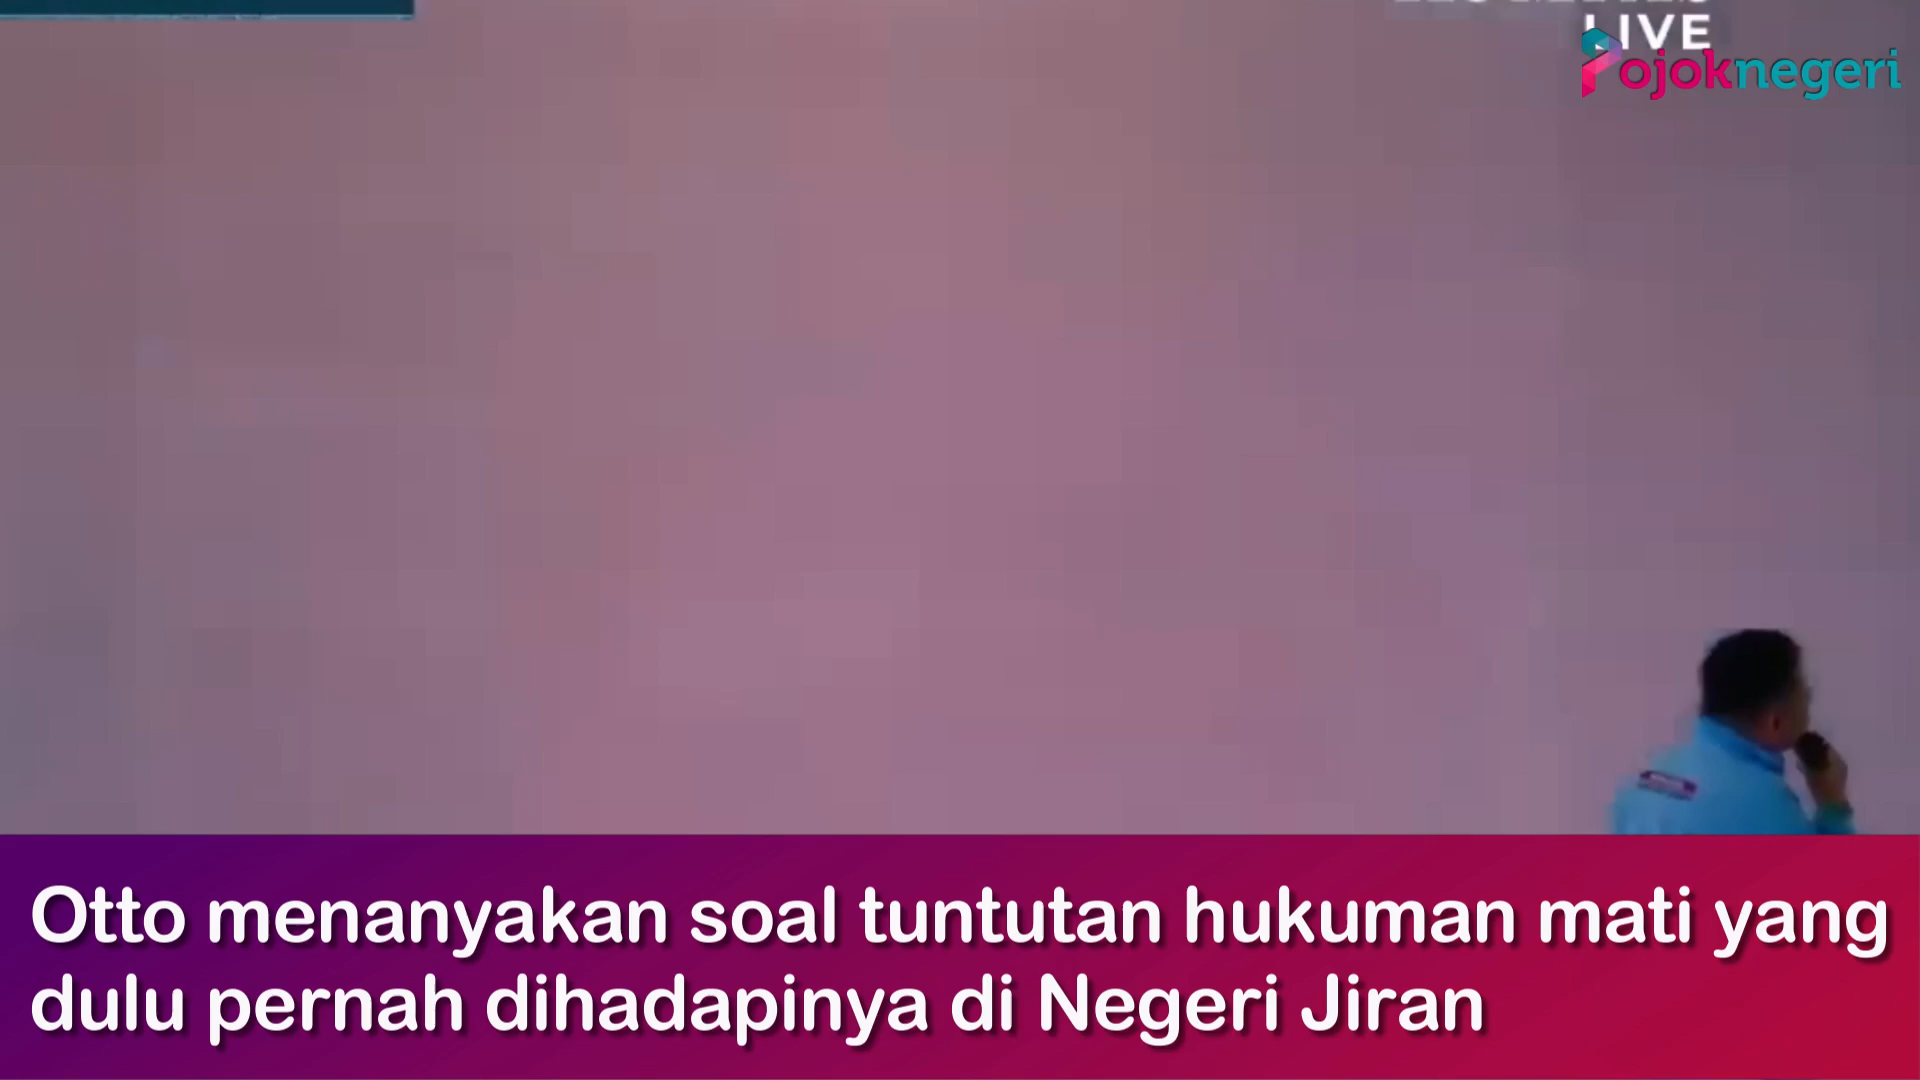 LIVE
Pojoknegeri
Otto menanyakan soal tuntutan hukuman mati yang
dulu pernah dihadapinya di Negeri Jiran